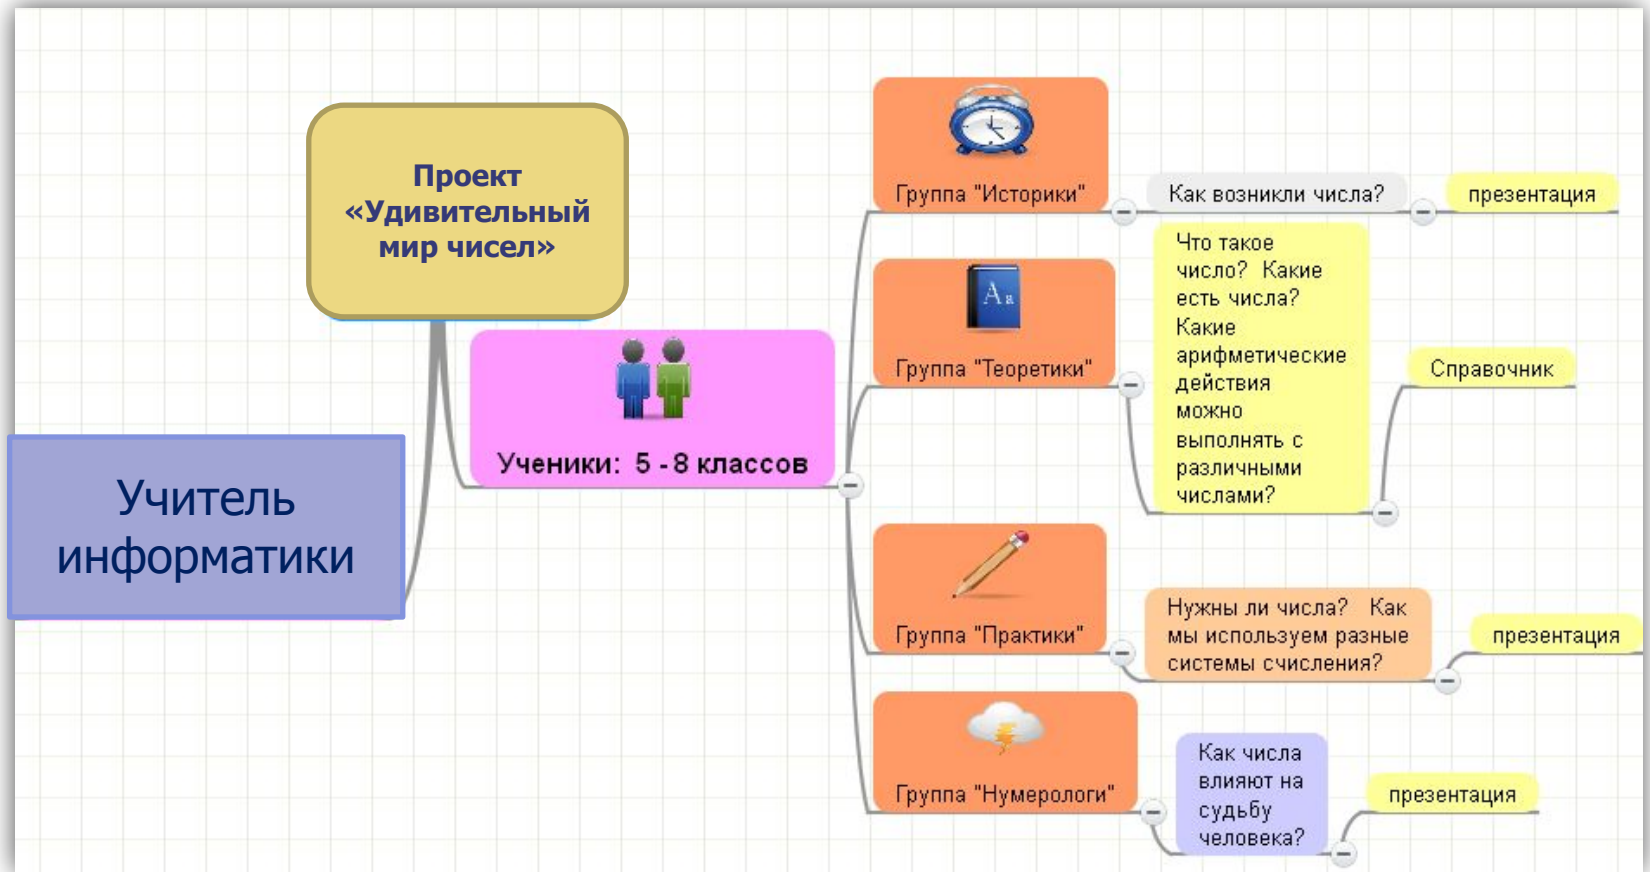 Проект
«Удивительный
мир чисел»
Учитель
информатики
Ученики: 5 - 8 классов
Группа "Историки"
Как возникли числа?
презентация
Группа "Теоретики"
Что такое
число? Какие
есть числа?
Какие
арифметические
действия
можно
выполнять с
различными
числами?
Справочник
Группа "Практики"
Нужны ли числа? Как
мы используем разные
системы счисления?
презентация
Группа "Нумерологи"
Как числа
влияют на
судьбу
человека?
презентация
Aa